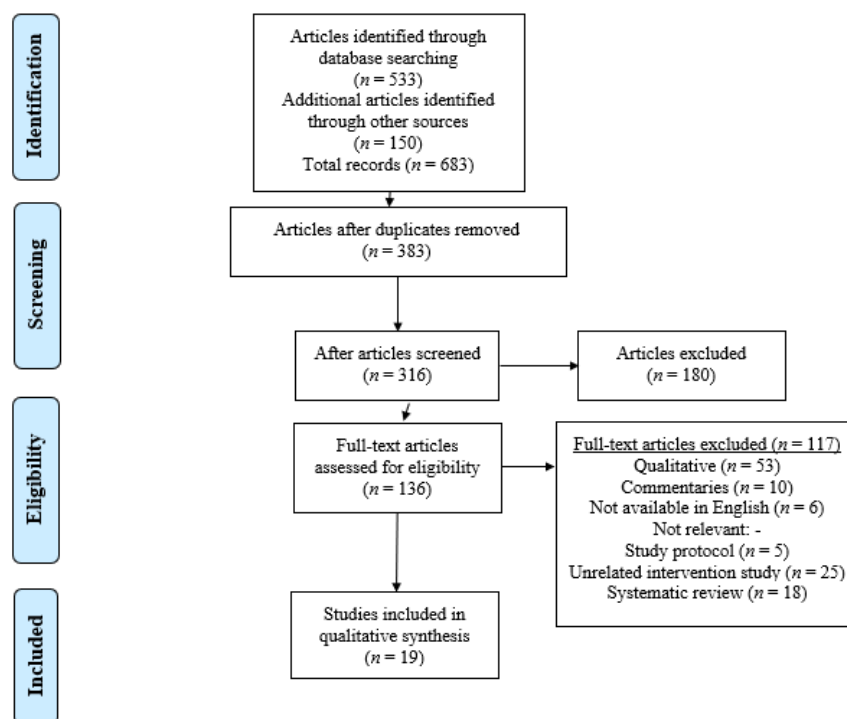 Identification
Articles identified through
database searching
(n = 533)
Additional articles identified
through other sources
(n = 150)
Total records (n = 683)
Screening
Articles after duplicates removed
(n = 383)
After articles screened
(n = 316)
Articles excluded
(n = 180)
Eligibility
Full-text articles
assessed for eligibility
(n = 136)
Full-text articles excluded (n = 117)
Qualitative (n = 53)
Commentaries (n = 10)
Not available in English (n = 6)
Not relevant: -
Study protocol (n = 5)
Unrelated intervention study (n = 25)
Systematic review (n = 18)
Included
Studies included in
qualitative synthesis
(n = 19)